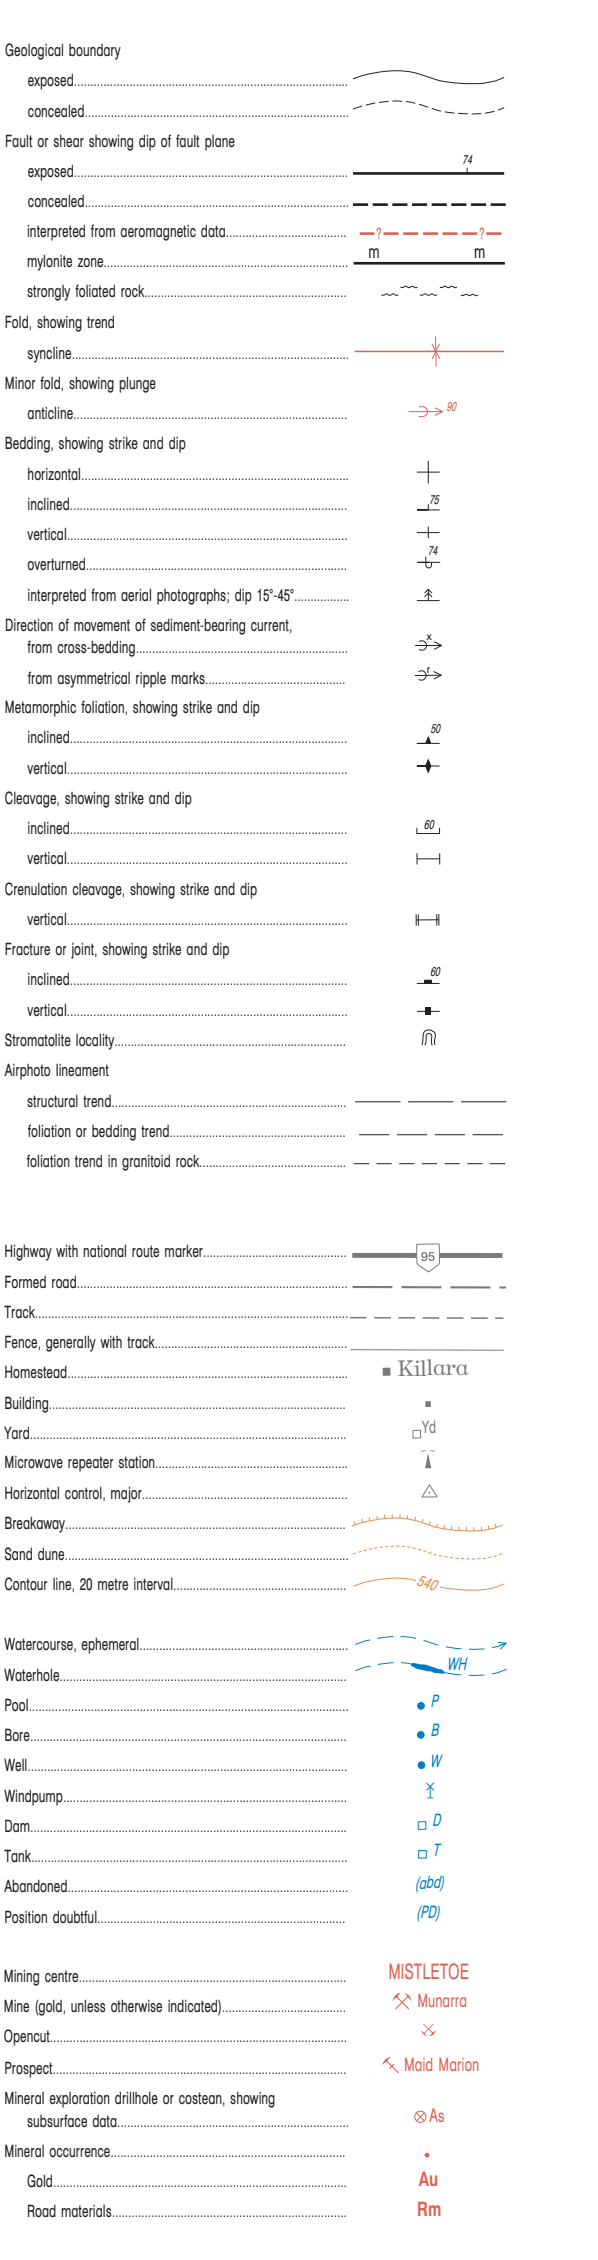 Geological boundary
exposed
concealed
Fault or shear showing dip of fault plane
exposed 74
concealed
interpreted from aeromagnetic data ? ?
mylonite zone m m
strongly foliated rock
Fold, showing trend
syncline
Minor fold, showing plunge
anticline 90
Bedding, showing strike and dip
horizontal
inclined 75
vertical
overturned 74
interpreted from aerial photographs; dip 15°-45°
Direction of movement of sediment-bearing current,
from cross-bedding x
from asymmetrical ripple marks r
Metamorphic foliation, showing strike and dip
inclined 50
vertical
Cleavage, showing strike and dip
inclined 60
vertical
Crenulation cleavage, showing strike and dip
vertical
Fracture or joint, showing strike and dip
inclined 60
vertical
Stromatolite locality
Airphoto lineament
structural trend
foliation or bedding trend
foliation trend in granitoid rock
Highway with national route marker 95
Formed road
Track
Fence, generally with track
Homestead Killara
Building
Yard Yd
Microwave repeater station
Horizontal control, major
Breakaway
Sand dune
Contour line, 20 metre interval 540
Watercourse, ephemeral
Waterhole WH
Pool P
Bore B
Well W
Windpump
Dam D
Tank T
Abandoned (abd)
Position doubtful (PD)
Mining centre MISTLETOE
Mine (gold, unless otherwise indicated) Munarra
Opencut
Prospect Maid Marion
Mineral exploration drillhole or costean, showing
subsurface data As
Mineral occurrence
Gold Au
Road materials Rm